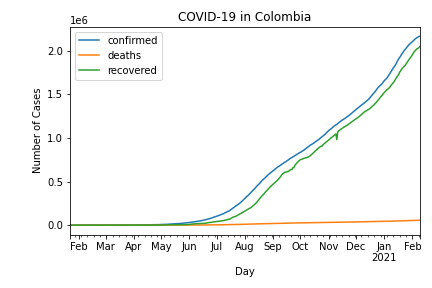 COVID-19 in Colombia
1e6
confirmed
deaths
recovered
2.0
1.5
1.0
0.5
0.0
Number of Cases
Feb Mar Apr May Jun Jul Aug Sep Oct Nov Dec Jan Feb
2021
Day